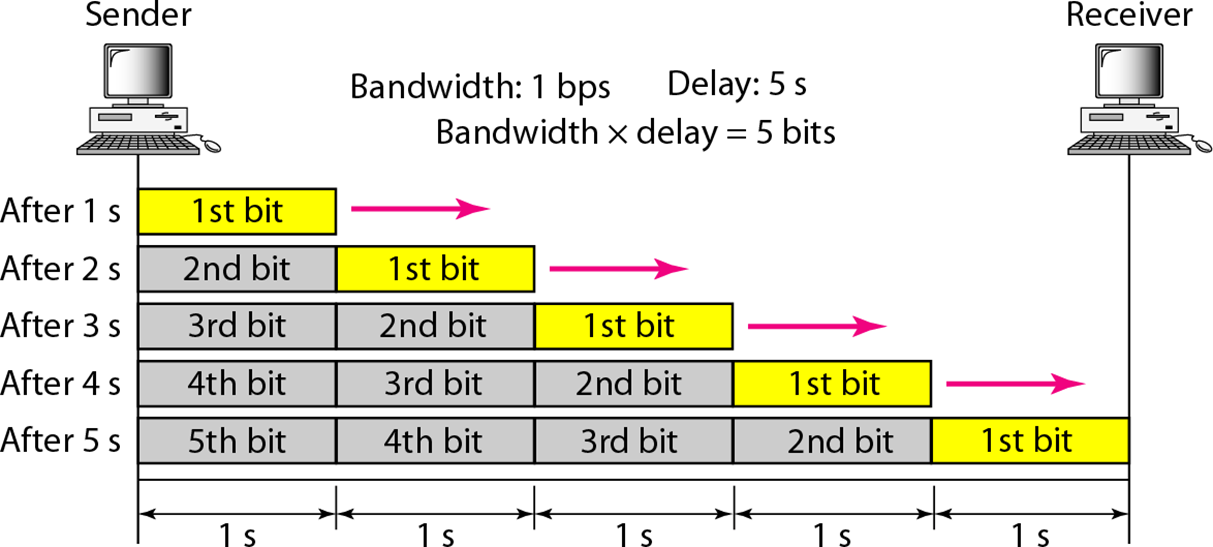 Sender Receiver
Bandwidth: 1 bps Delay: 5 s
Bandwidth × delay = 5 bits
After 1 s 1st bit
After 2 s 2nd bit 1st bit
After 3 s 3rd bit 2nd bit 1st bit
After 4 s 4th bit 3rd bit 2nd bit 1st bit
After 5 s 5th bit 4th bit 3rd bit 2nd bit 1st bit
1 s 1 s 1 s 1 s 1 s